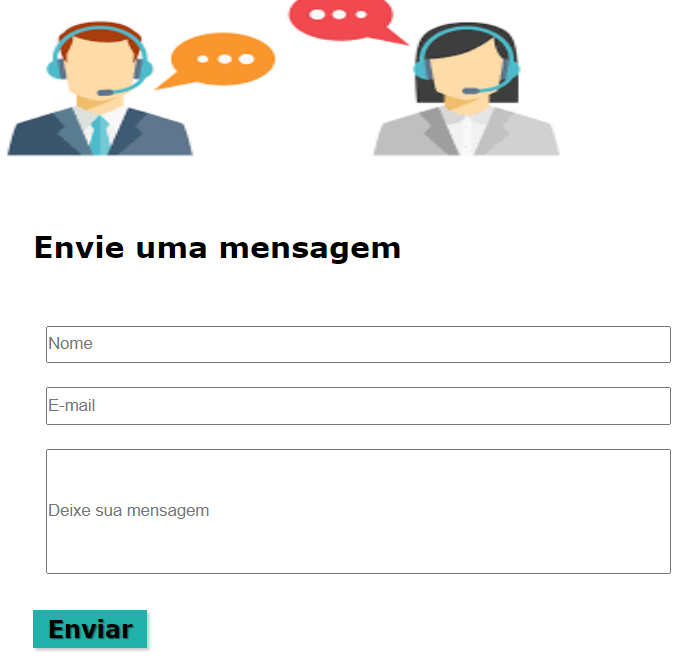 Envie uma mensagem
Nome
E-mail
Deixe sua mensagem
Enviar